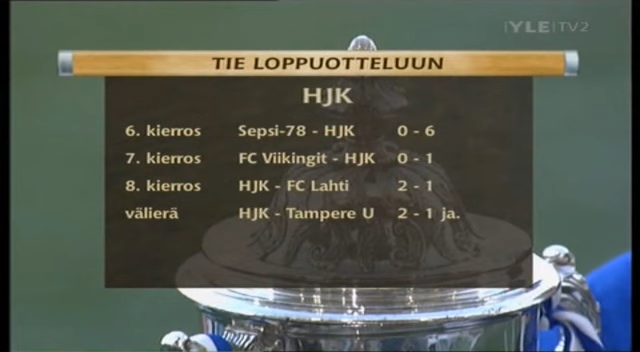 YLE TV2
TIE LOPPUOTTELUUN
HJK
6. kierros Sepsi-78 - HJK 0 - 6
7. kierros FC Viikingit - HJK 0 - 1
8. kierros HJK - FC Lahti 2 - 1
välierä HJK - Tampere U 2 - 1 ja.